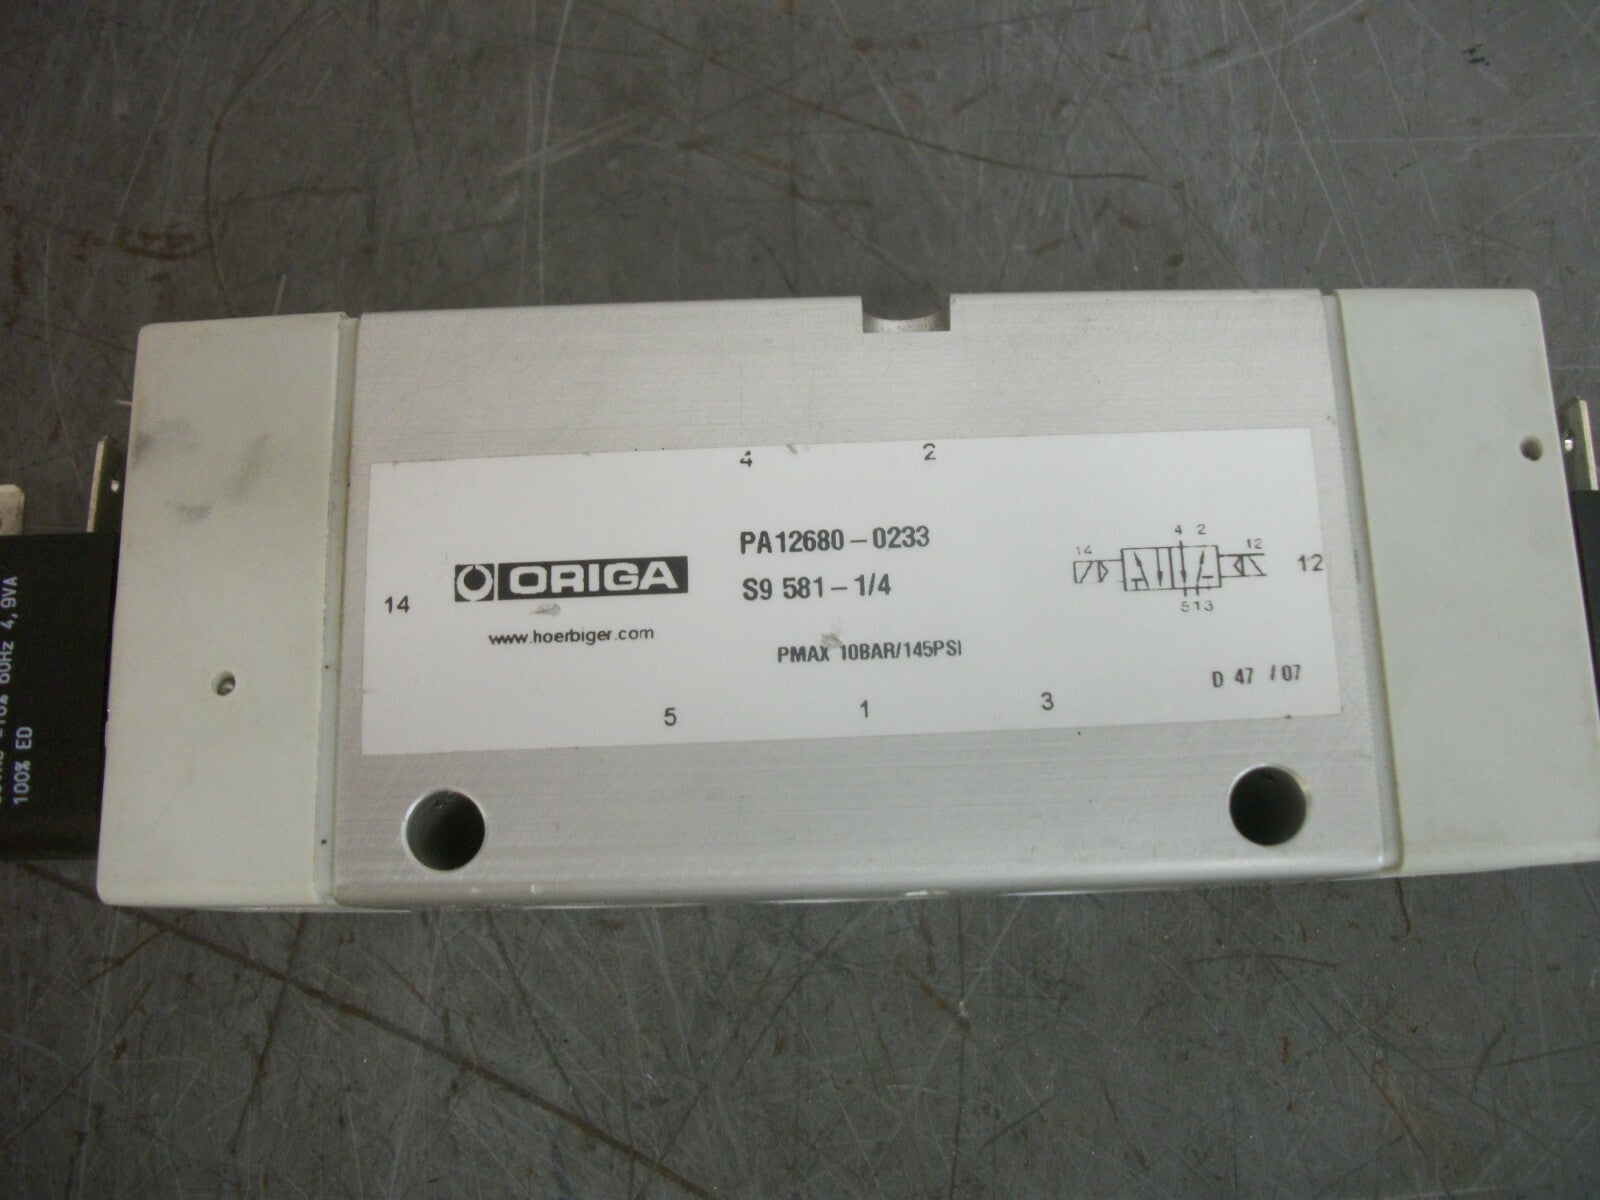 4 2
PA12680-0233
ORIGA
S9 581-1/4
www.hoerbiger.com
14
PMAX 10BAR/145PSI
4 2
14 12
12
513
D 47 / 07
5 1 3
60Hz 4,9VA
100% ED